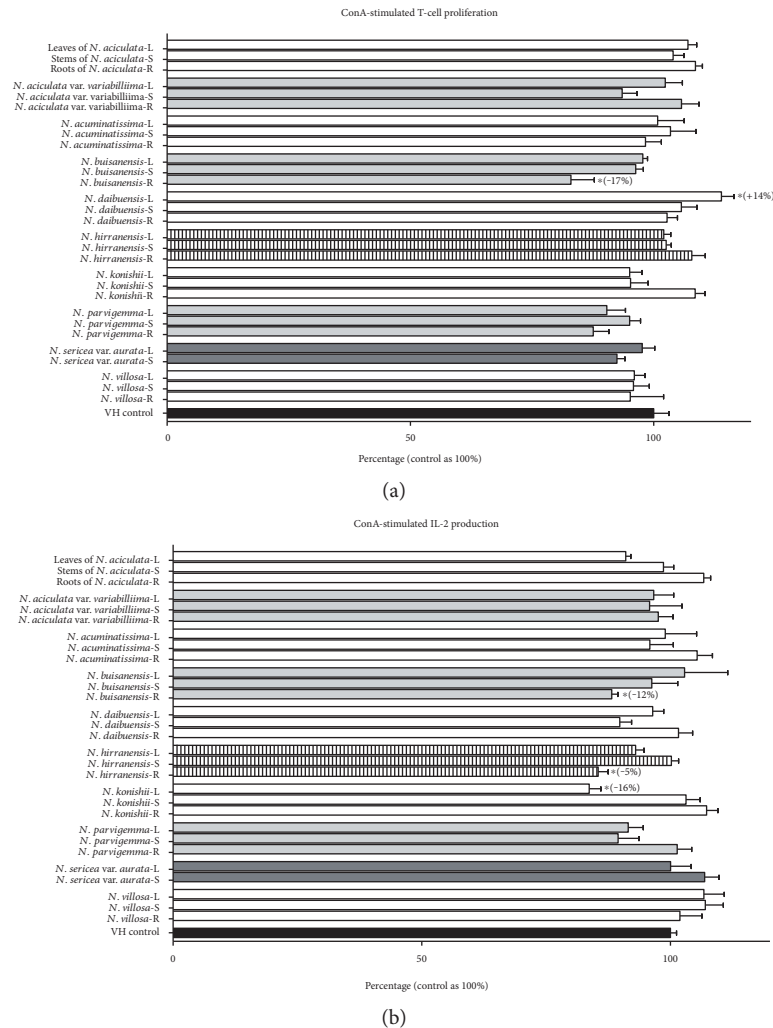 ConA-stimulated T-cell proliferation
Leaves of N. aciculata-L
Stems of N. aciculata-S
Roots of N. aciculata-R
N. aciculata var. variabilliima-L
N. aciculata var. variabilliima-S
N. aciculata var. variabilliima-R
N. acuminatissima-L
N. acuminatissima-S
N. acuminatissima-R
N. buisanensis-L
N. buisanensis-S
N. buisanensis-R
*(-17%)
N. daibuensis-L
*(+14%)
N. daibuensis-S
N. daibuensis-R
N. hirranensis-L
N. hirranensis-S
N. hirranensis-R
N. konishii-L
N. konishii-S
N. konishii-R
N. parvigemma-L
N. parvigemma-S
N. parvigemma-R
N. sericea var. aurata-L
N. sericea var. aurata-S
N. villosa-L
N. villosa-S
N. villosa-R
VH control
0 50 100
Percentage (control as 100%)
(a)
ConA-stimulated IL-2 production
Leaves of N. aciculata-L
Stems of N. aciculata-S
Roots of N. aciculata-R
N. aciculata var. variabilliima-L
N. aciculata var. variabilliima-S
N. aciculata var. variabilliima-R
N. acuminatissima-L
N. acuminatissima-S
N. acuminatissima-R
N. buisanensis-L
N. buisanensis-S
N. buisanensis-R
*(-12%)
N. daibuensis-L
N. daibuensis-S
N. daibuensis-R
N. hirranensis-L
N. hirranensis-S
N. hirranensis-R
*(-5%)
N. konishii-L
*(-16%)
N. konishii-S
N. konishii-R
N. parvigemma-L
N. parvigemma-S
N. parvigemma-R
N. sericea var. aurata-L
N. sericea var. aurata-S
N. villosa-L
N. villosa-S
N. villosa-R
VH control
0 50 100
Percentage (control as 100%)
(b)